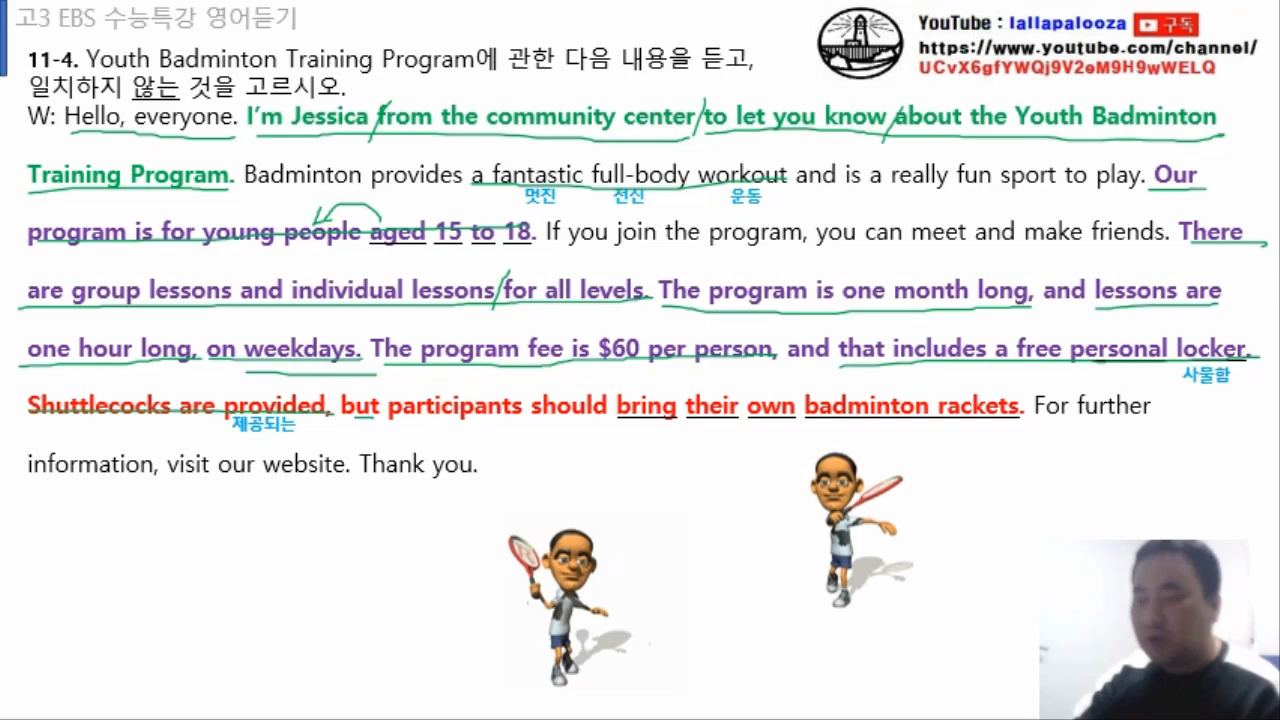 고3 EBS 수능특강 영어듣기
YouTube : lallapalooza 구독
https://www.youtube.com/channel/
UCvX6gfYWQj9V2eM9H9wWELQ
11-4. Youth Badminton Training Program에 관한 다음 내용을 듣고,
일치하지 않는 것을 고르시오.
W: Hello, everyone. I’m Jessica from the community center to let you know about the Youth Badminton
Training Program. Badminton provides a fantastic full-body workout and is a really fun sport to play. Our
멋진 전신 운동
program is for young people aged 15 to 18. If you join the program, you can meet and make friends. There
are group lessons and individual lessons for all levels. The program is one month long, and lessons are
one hour long, on weekdays. The program fee is $60 per person, and that includes a free personal locker.
사물함
Shuttlecocks are provided, but participants should bring their own badminton rackets. For further
제공되는
information, visit our website. Thank you.